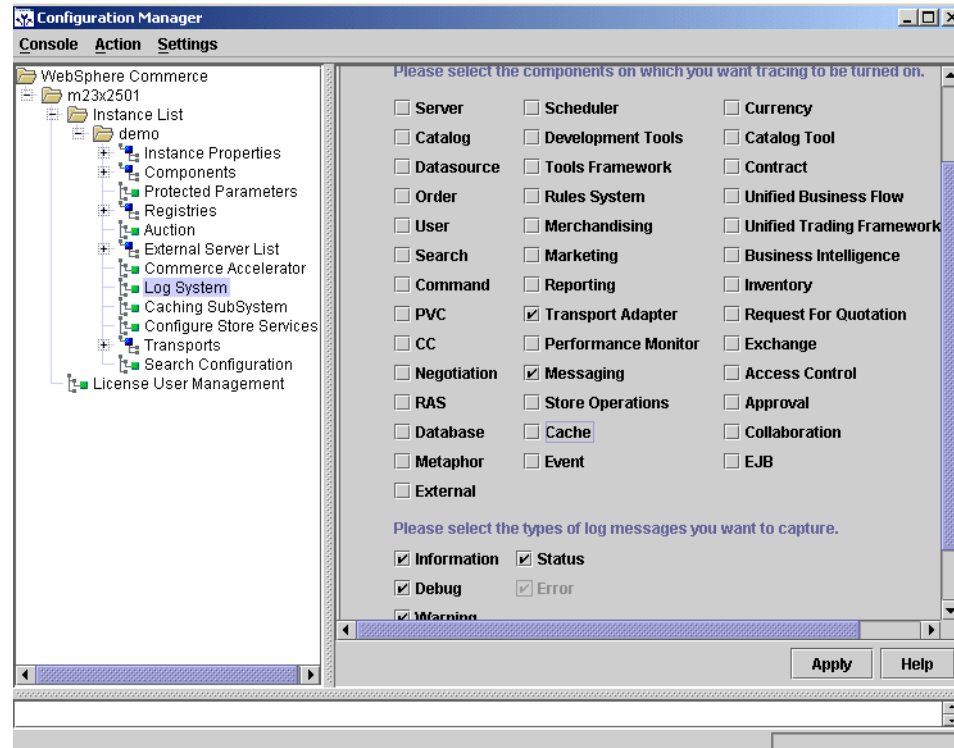 Configuration Manager
Console Action Settings
WebSphere Commerce
m23x2501
Instance List
demo
Instance Properties
Components
Protected Parameters
Registries
Auction
External Server List
Commerce Accelerator
Log System
Caching SubSystem
Configure Store Services
Transports
Search Configuration
License User Management
Please select the components on which you want tracing to be turned on.
Server Scheduler Currency
Catalog Development Tools Catalog Tool
Datasource Tools Framework Contract
Order Rules System Unified Business Flow
User Merchandising Unified Trading Framework
Search Marketing Business Intelligence
Command Reporting Inventory
PVC Transport Adapter Request For Quotation
CC Performance Monitor Exchange
Negotiation Messaging Access Control
RAS Store Operations Approval
Database Cache Collaboration
Metaphor Event EJB
External
Please select the types of log messages you want to capture.
Information Status
Debug Error
Warning
Apply Help